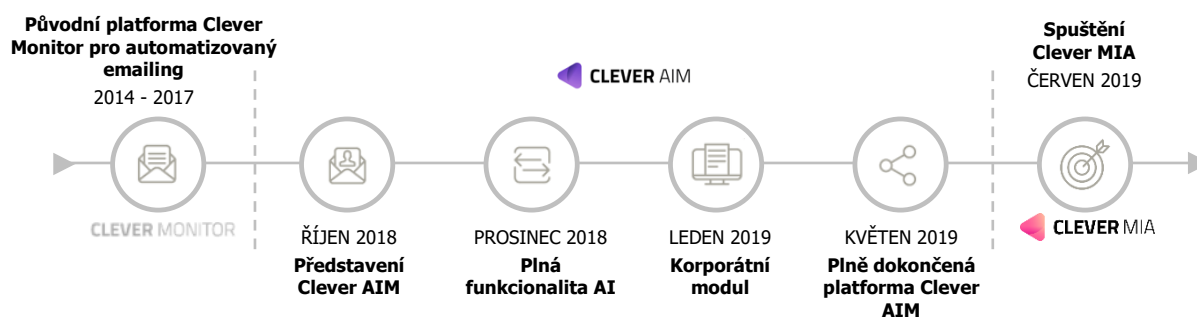 Původní platforma Clever
Monitor pro automatizovaný
emailing
2014 - 2017
CLEVER MONITOR
CLEVER AIM
ŘÍJEN 2018
Představení
Clever AIM
PROSINEC 2018
Plná
funkcionalita AI
LEDEN 2019
Korporátní
modul
KVĚTEN 2019
Plně dokončená
platforma Clever
AIM
Spuštění
Clever MIA
ČERVEN 2019
CLEVER MIA